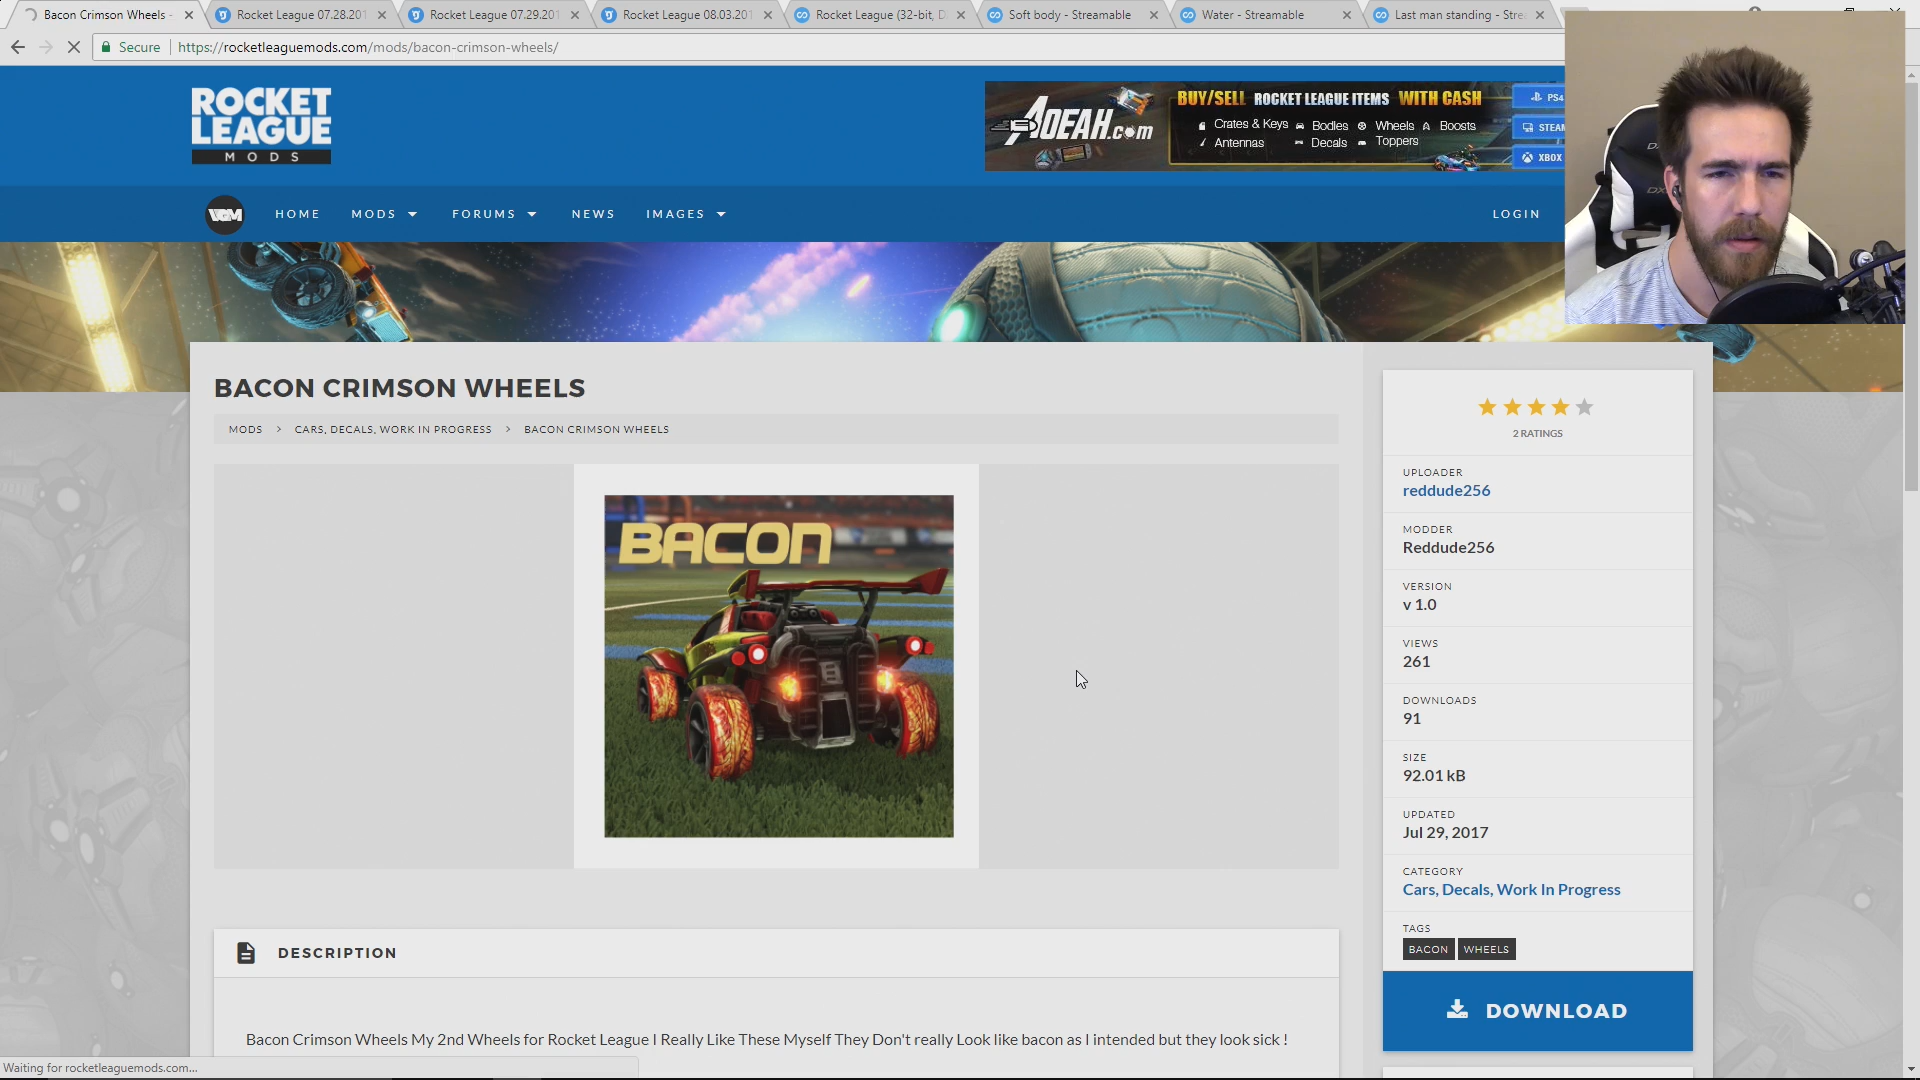 Bacon Crimson Wheels -
Rocket League 07.28.201
Rocket League 07.29.201
Rocket League 08.03.201
Rocket League (32-bit, D
Soft body - Streamable
Water - Streamable
Last man standing - Stre
Secure
https://rocketleaguemods.com/mods/bacon-crimson-wheels/
ROCKET
LEAGUE
MODS
AOEAH.com
BUY/SELL ROCKET LEAGUE ITEMS WITH CASH
Crates & Keys Bodies Wheels Boosts
Antennas Decals Toppers
PS4
STEAM
XBOX
VGM
HOME
MODS
FORUMS
NEWS
IMAGES
LOGIN
BACON CRIMSON WHEELS
MODS > CARS, DECALS, WORK IN PROGRESS > BACON CRIMSON WHEELS
BACON
2 RATINGS
UPLOADER
reddude256
MODDER
Reddude256
VERSION
v 1.0
VIEWS
261
DOWNLOADS
91
SIZE
92.01 kB
UPDATED
Jul 29, 2017
CATEGORY
Cars, Decals, Work In Progress
TAGS
BACON WHEELS
DOWNLOAD
DESCRIPTION
Bacon Crimson Wheels My 2nd Wheels for Rocket League I Really Like These Myself They Don't really Look like bacon as I intended but they look sick !
Waiting for rocketleaguemods.com...